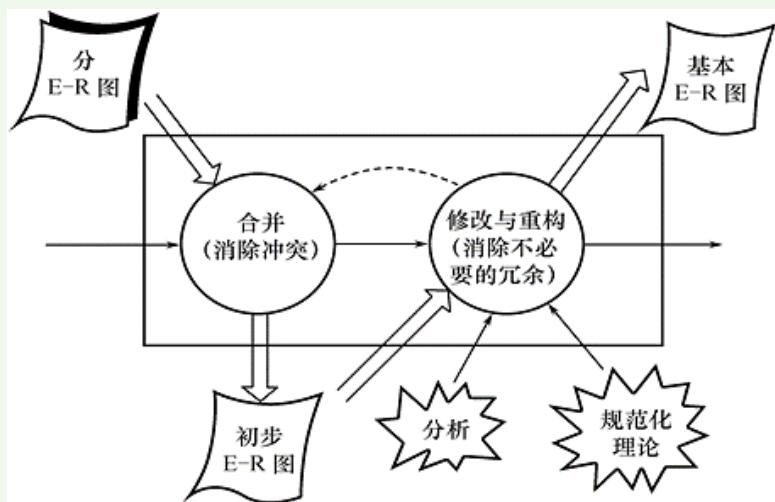 分
E-R 图
基本
E-R 图
合并
(消除冲突)
修改与重构
(消除不必
要的冗余)
初步
E-R 图
分析
规范化
理论